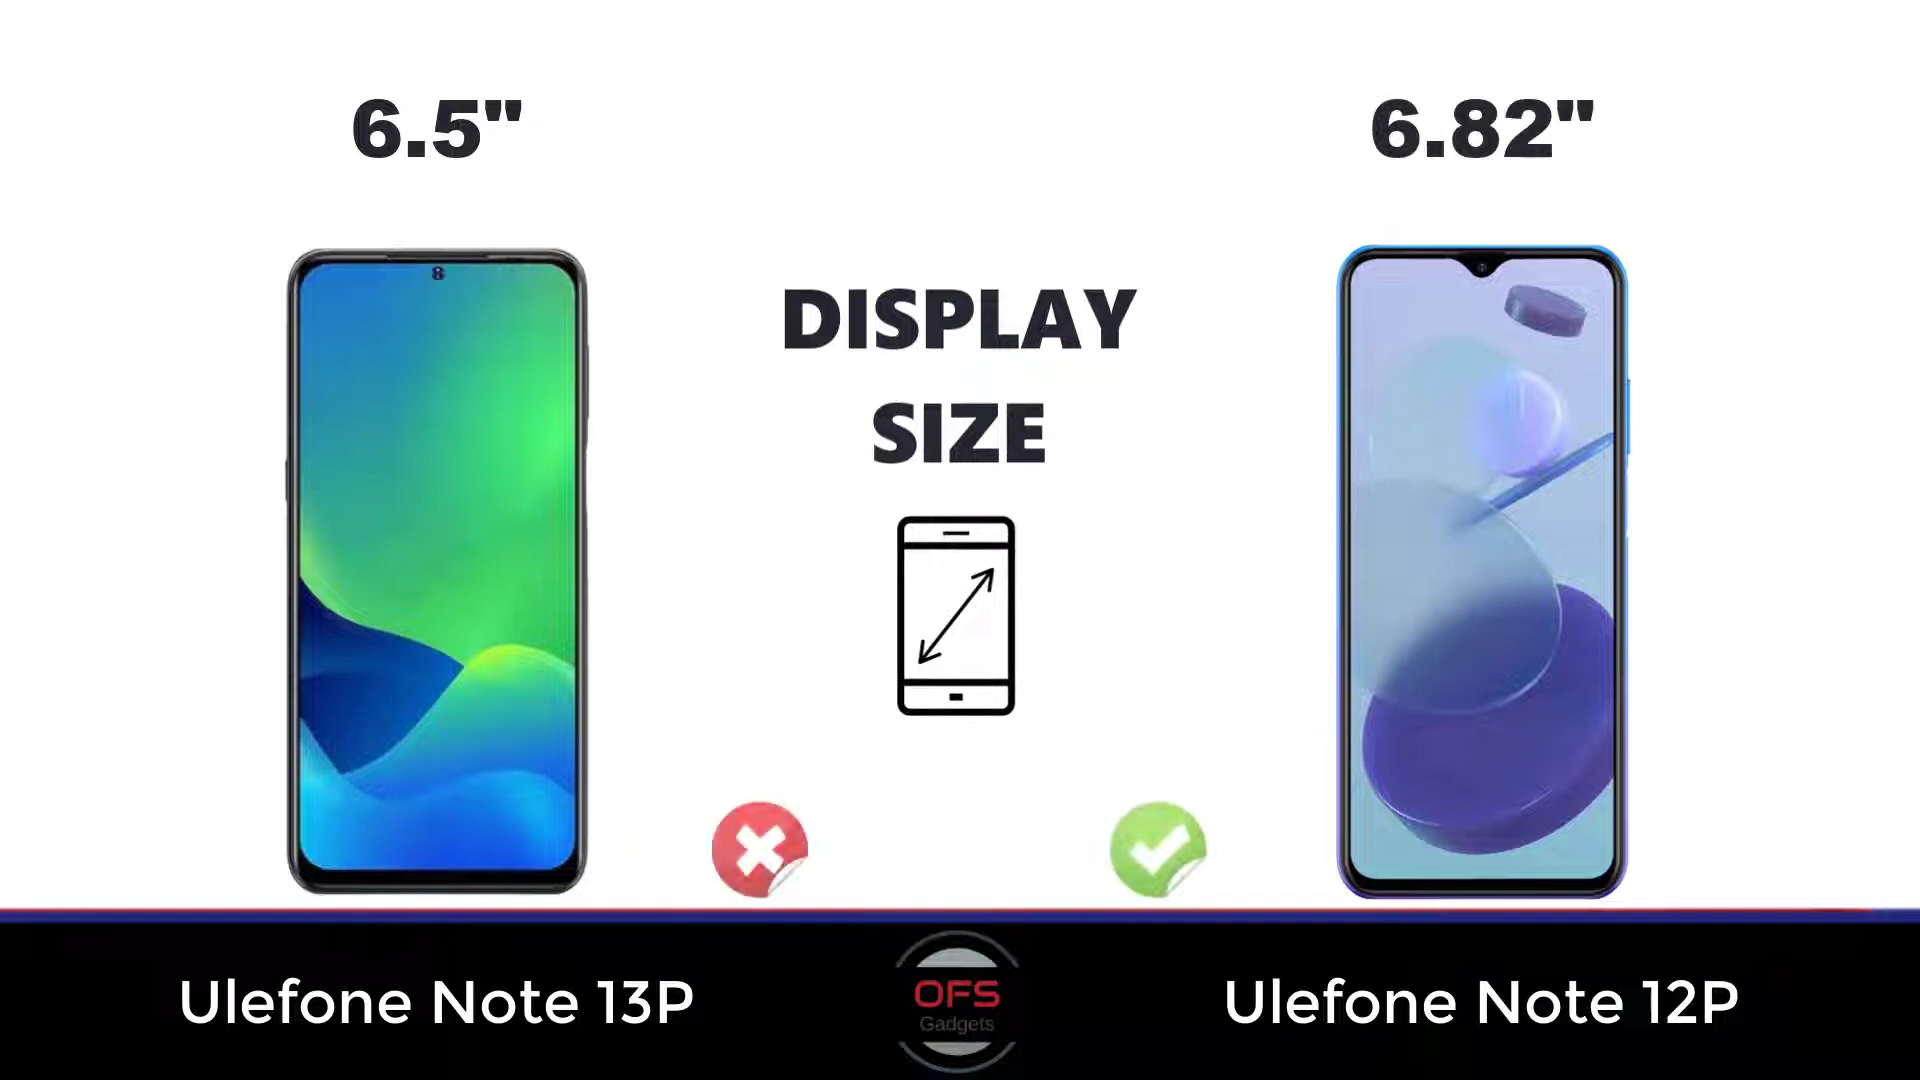 6.5"
6.82"
DISPLAY
SIZE
Ulefone Note 13P
OFS
Gadgets
Ulefone Note 12P